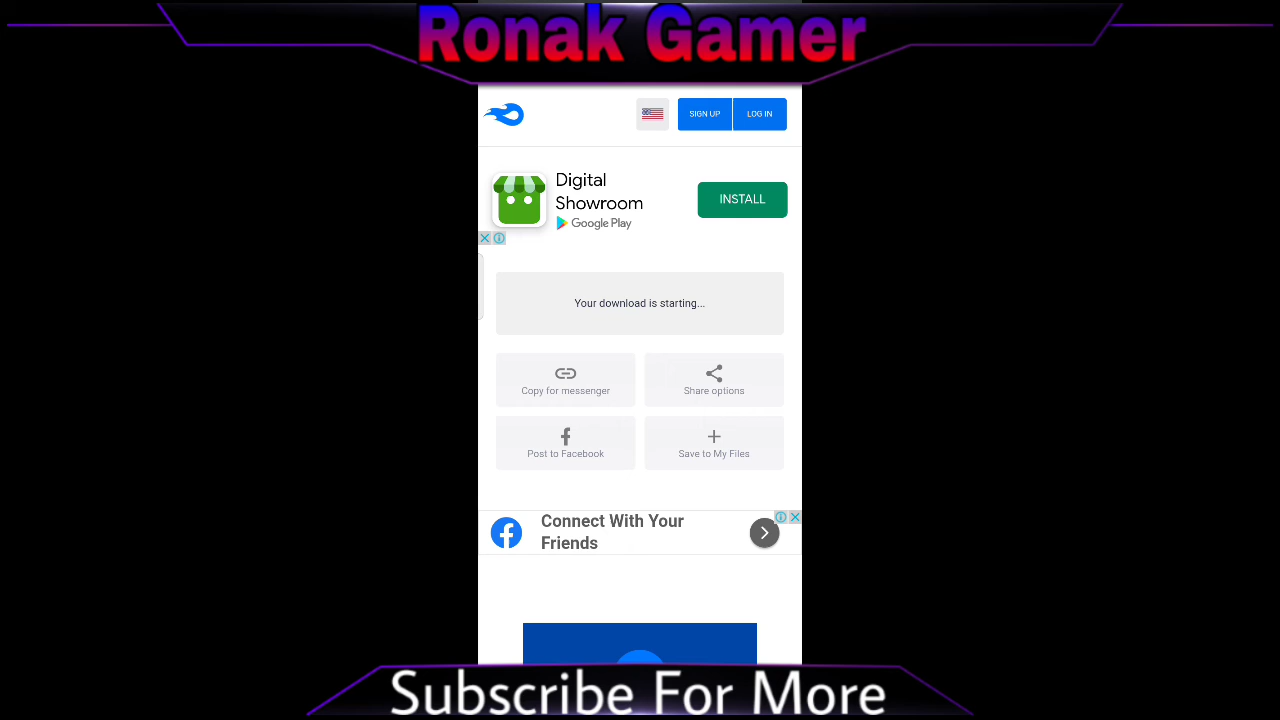 Ronak Gamer
SIGN UP
LOG IN
Digital
Showroom
Google Play
INSTALL
Your download is starting...
Copy for messenger
Share options
Post to Facebook
Save to My Files
Connect With Your
Friends
Subscribe For More